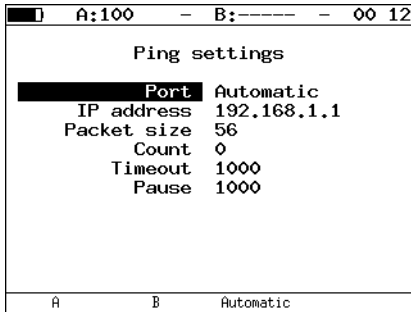 A:100 – B:----- – 00 12
Ping settings
Port Automatic
IP address 192.168.1.1
Packet size 56
Count 0
Timeout 1000
Pause 1000
A B Automatic